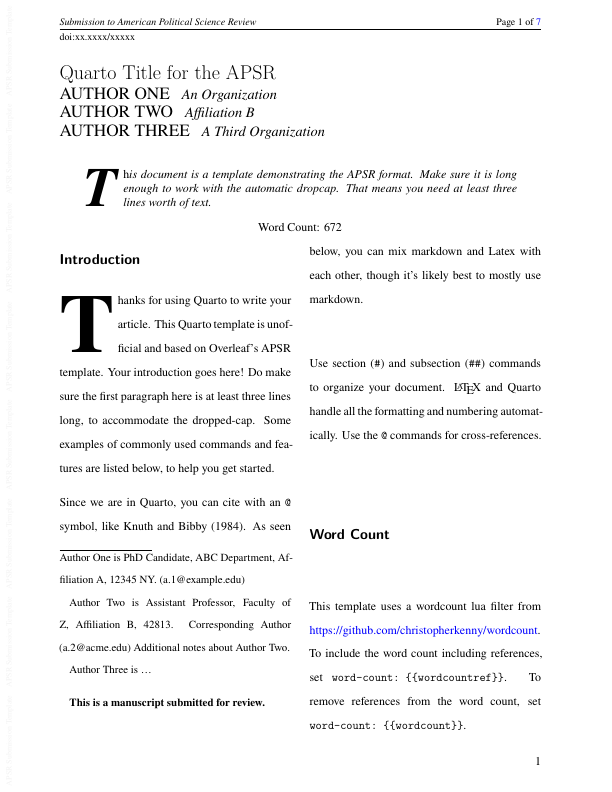 Submission to American Political Science Review
Page 1 of 7
doi:xx.xxxx/xxxxx
Quarto Title for the APSR
AUTHOR ONE An Organization
AUTHOR TWO Affiliation B
AUTHOR THREE A Third Organization
This document is a template demonstrating the APSR format. Make sure it is long
enough to work with the automatic dropcap. That means you need at least three
lines worth of text.
Word Count: 672
Introduction
Thanks for using Quarto to write your
article. This Quarto template is unof-
ficial and based on Overleaf's APSR
template. Your introduction goes here! Do make
sure the first paragraph here is at least three lines
long, to accommodate the dropped-cap. Some
examples of commonly used commands and fea-
tures are listed below, to help you get started.
Since we are in Quarto, you can cite with an @
symbol, like Knuth and Bibby (1984). As seen
Author One is PhD Candidate, ABC Department, Af-
filiation A, 12345 NY. (a.1@example.edu)
Author Two is Assistant Professor, Faculty of
Z, Affiliation B, 42813. Corresponding Author
(a.2@acme.edu) Additional notes about Author Two.
Author Three is …
This is a manuscript submitted for review.
below, you can mix markdown and Latex with
each other, though it's likely best to mostly use
markdown.
Use section (#) and subsection (##) commands
to organize your document. LATEX and Quarto
handle all the formatting and numbering automat-
ically. Use the @ commands for cross-references.
Word Count
This template uses a wordcount lua filter from
https://github.com/christopherkenny/wordcount.
To include the word count including references,
set word-count: {{wordcountref}}. To
remove references from the word count, set
word-count: {{wordcount}}.
1